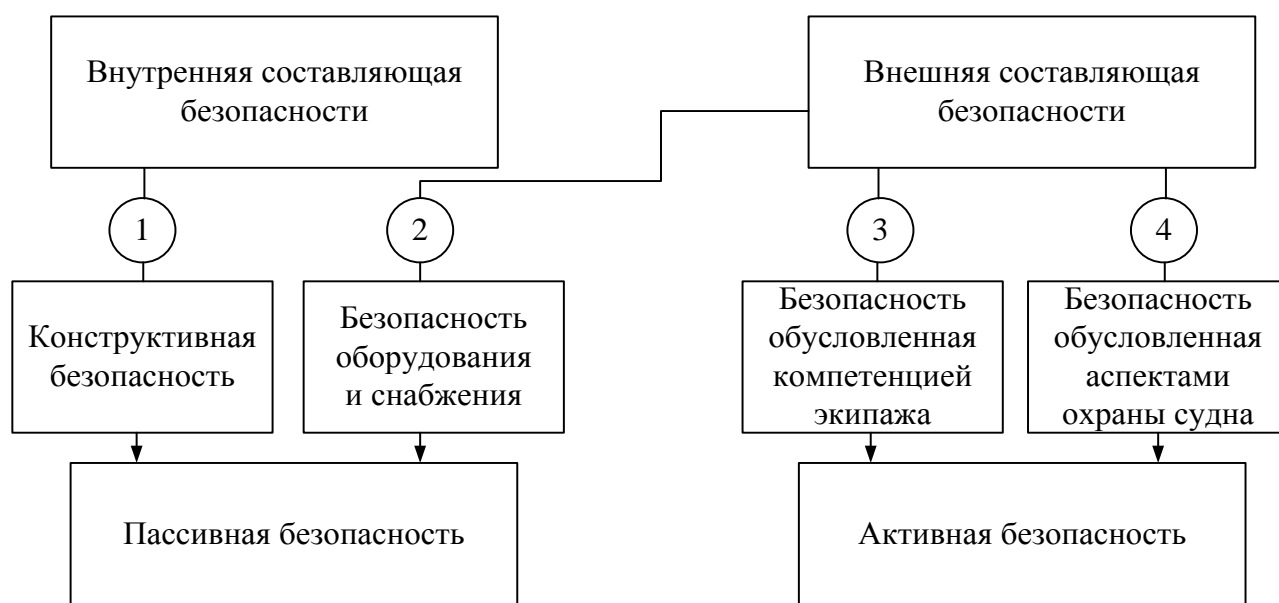 Внутренняя составляющая
безопасности
Внешняя составляющая
безопасности
1
2
3
4
Конструктивная
безопасность
Безопасность
оборудования
и снабжения
Безопасность
обусловленная
компетенцией
экипажа
Безопасность
обусловленная
аспектами
охраны судна
Пассивная безопасность
Активная безопасность